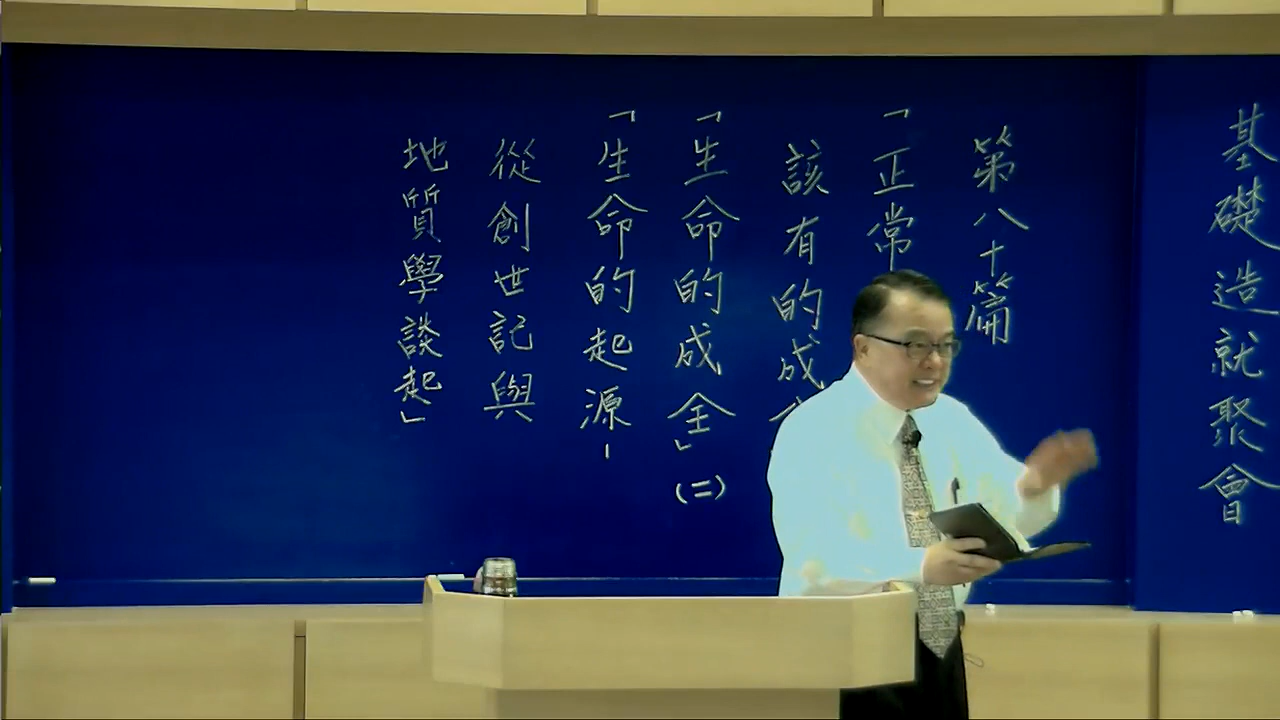 基礎造就聚會
第八十篇
「正常
該有的成
「生命的成全」(二)
「生命的起源-
從創世記與
地質學談起」